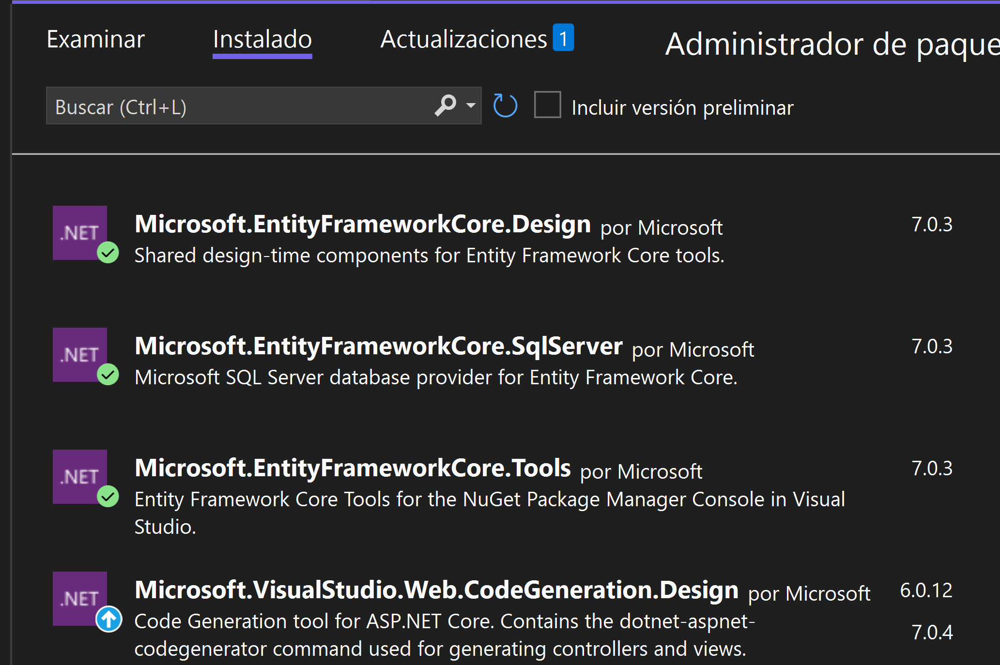 Examinar Instalado Actualizaciones 1 Administrador de paque
Buscar (Ctrl+L) Incluir versión preliminar
.NET Microsoft.EntityFrameworkCore.Design por Microsoft 7.0.3
Shared design-time components for Entity Framework Core tools.
.NET Microsoft.EntityFrameworkCore.SqlServer por Microsoft 7.0.3
Microsoft SQL Server database provider for Entity Framework Core.
.NET Microsoft.EntityFrameworkCore.Tools por Microsoft 7.0.3
Entity Framework Core Tools for the NuGet Package Manager Console in Visual
Studio.
.NET Microsoft.VisualStudio.Web.CodeGeneration.Design por Microsoft 6.0.12
Code Generation tool for ASP.NET Core. Contains the dotnet-aspnet- 7.0.4
codegenerator command used for generating controllers and views.